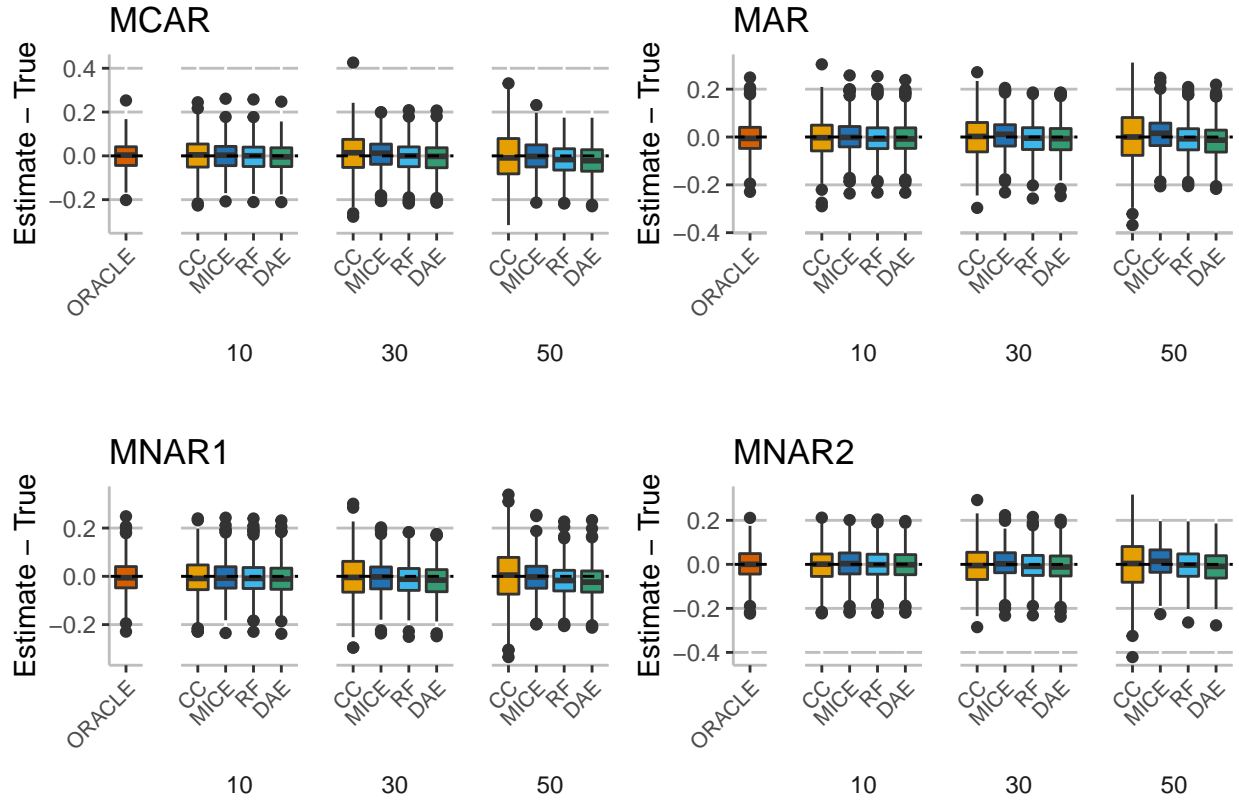 MCAR
Estimate – True
0.4
0.2
0.0
−0.2
ORACLE
CC
MICE
RF
DAE
CC
MICE
RF
DAE
CC
MICE
RF
DAE
10
30
50
MAR
Estimate – True
0.2
0.0
−0.2
−0.4
ORACLE
CC
MICE
RF
DAE
CC
MICE
RF
DAE
CC
MICE
RF
DAE
10
30
50
MNAR1
Estimate – True
0.2
0.0
−0.2
ORACLE
CC
MICE
RF
DAE
CC
MICE
RF
DAE
CC
MICE
RF
DAE
10
30
50
MNAR2
Estimate – True
0.2
0.0
−0.2
−0.4
ORACLE
CC
MICE
RF
DAE
CC
MICE
RF
DAE
CC
MICE
RF
DAE
10
30
50